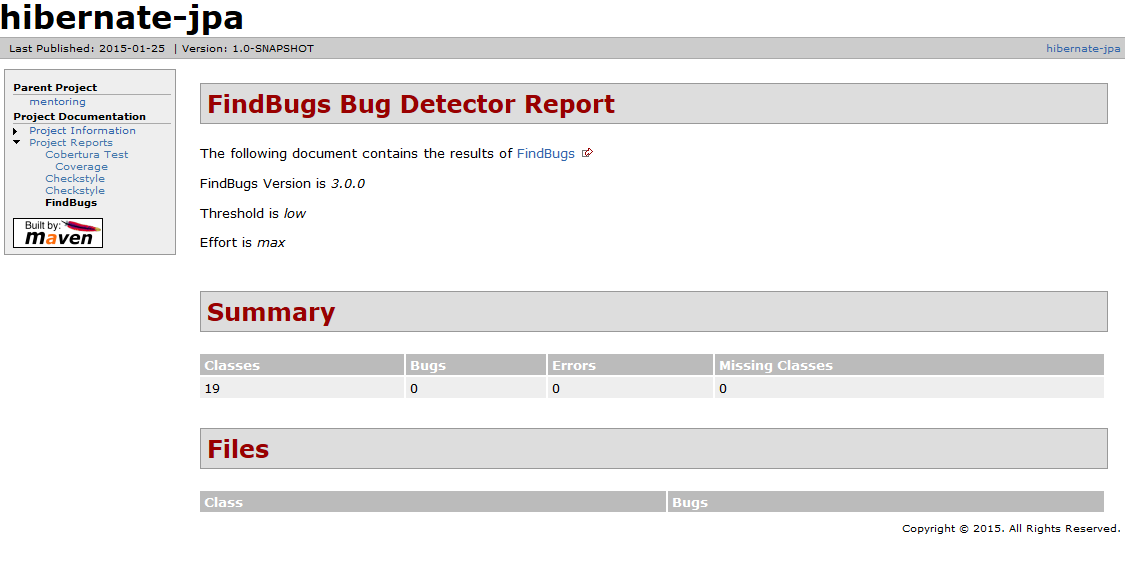 hibernate-jpa
Last Published: 2015-01-25 | Version: 1.0-SNAPSHOT
hibernate-jpa
Parent Project
mentoring
Project Documentation
Project Information
Project Reports
Cobertura Test
Coverage
Checkstyle
Checkstyle
FindBugs
Built by:
maven
FindBugs Bug Detector Report
The following document contains the results of FindBugs
FindBugs Version is 3.0.0
Threshold is low
Effort is max
Summary
Classes Bugs Errors Missing Classes
19 0 0 0
Files
Class Bugs
Copyright © 2015. All Rights Reserved.